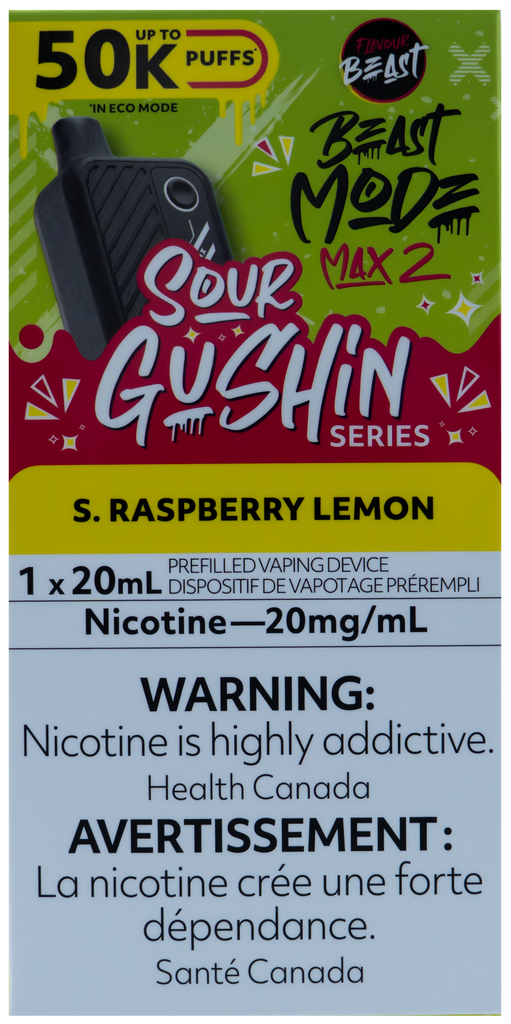 UP TO
50K PUFFS*
*IN ECO MODE
FLAVOUR
BEAST
BEAST
MODE
MAX 2
SOUR
GUSHiN
SERIES
S. RASPBERRY LEMON
1 x 20mL PREFILLED VAPING DEVICE
DISPOSITIF DE VAPOTAGE PRÉREMPLI
Nicotine—20mg/mL
WARNING:
Nicotine is highly addictive.
Health Canada
AVERTISSEMENT :
La nicotine crée une forte
dépendance.
Santé Canada